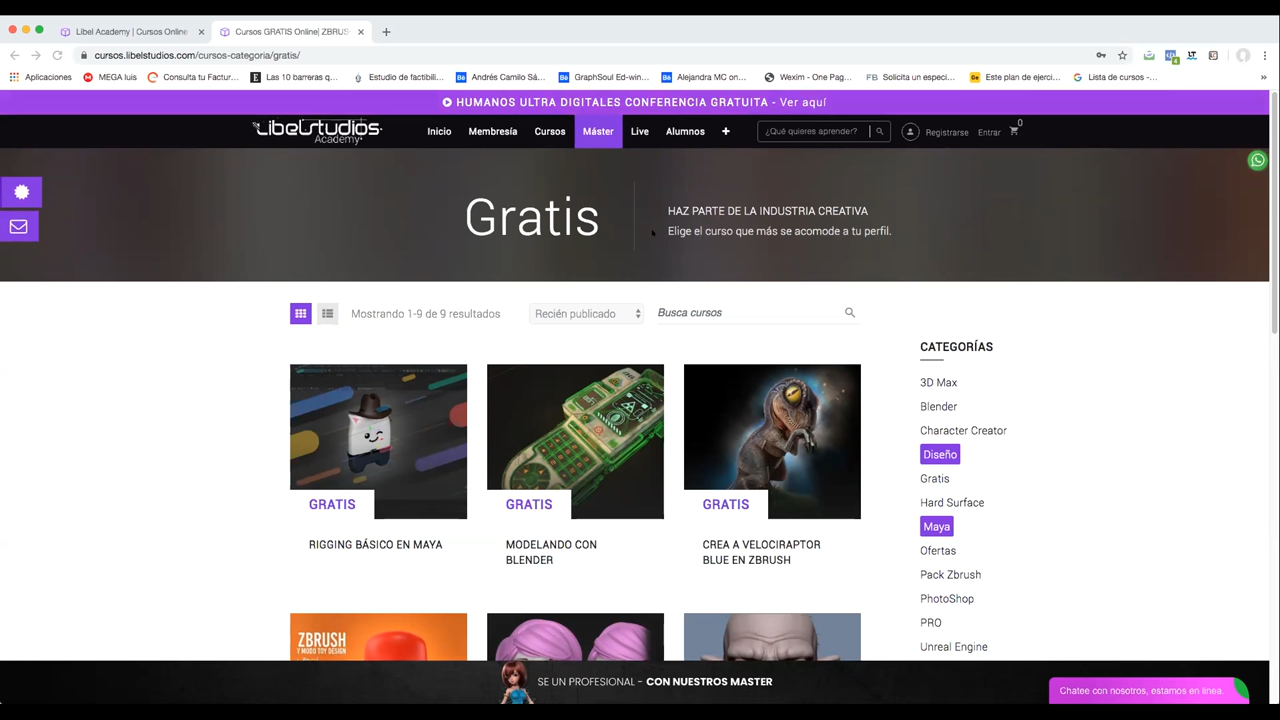 Libel Academy | Cursos Online
Cursos GRATIS Online| ZBRUS
cursos.libelstudios.com/cursos-categoria/gratis/
Aplicaciones
MEGA luis
Consulta tu Factur...
Las 10 barreras q...
Estudio de factibili...
Andrés Camilo Sá...
GraphSoul Ed-win...
Alejandra MC on...
Wexim - One Pag...
FB Solicita un especi...
Este plan de ejerci...
Lista de cursos -...
»
HUMANOS ULTRA DIGITALES CONFERENCIA GRATUITA - Ver aquí
Libelstudios
Academy
Inicio
Membresía
Cursos
Máster
Live
Alumnos
¿Qué quieres aprender?
Registrarse
Entrar
0
Gratis
HAZ PARTE DE LA INDUSTRIA CREATIVA
Elige el curso que más se acomode a tu perfil.
Mostrando 1-9 de 9 resultados
Recién publicado
Busca cursos
GRATIS
RIGGING BÁSICO EN MAYA
GRATIS
MODELANDO CON
BLENDER
GRATIS
CREA A VELOCIRAPTOR
BLUE EN ZBRUSH
ZBRUSH
Y MODO TOY DESIGN
CATEGORÍAS
3D Max
Blender
Character Creator
Diseño
Gratis
Hard Surface
Maya
Ofertas
Pack Zbrush
PhotoShop
PRO
Unreal Engine
SE UN PROFESIONAL - CON NUESTROS MASTER
Chatee con nosotros, estamos en línea.